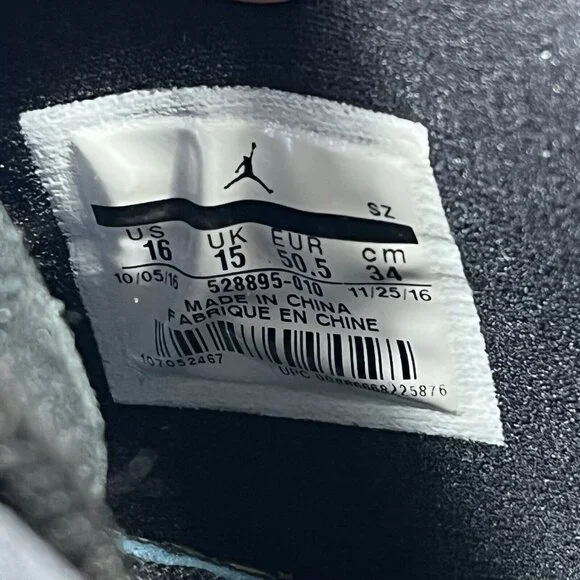 SZ
US UK EUR cm
16 15 50.5 34
10/05/16 528895-010 11/25/16
MADE IN CHINA
FABRIQUE EN CHINE
107052467
UPC